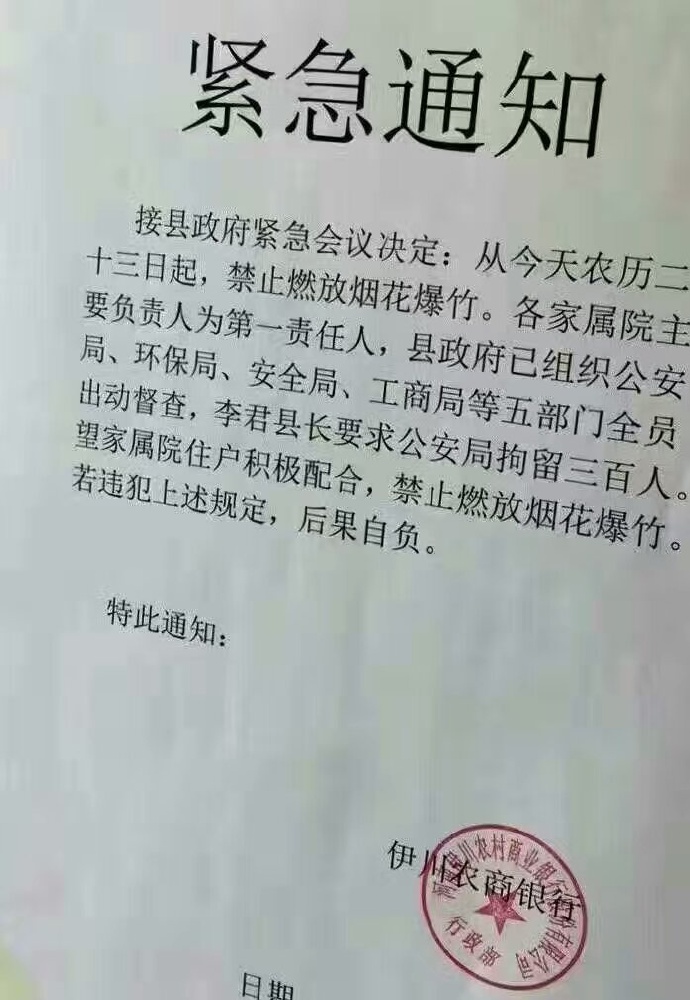 紧急通知
接县政府紧急会议决定：从今天农历二
十三日起，禁止燃放烟花爆竹。各家属院主
要负责人为第一责任人，县政府已组织公安
局、环保局、安全局、工商局等五部门全员
出动督查，李君县长要求公安局拘留三百人。
望家属院住户积极配合，禁止燃放烟花爆竹。
若违犯上述规定，后果自负。
特此通知：
伊川农商银行
伊川农村商业银行
有限公司
行政部
日期